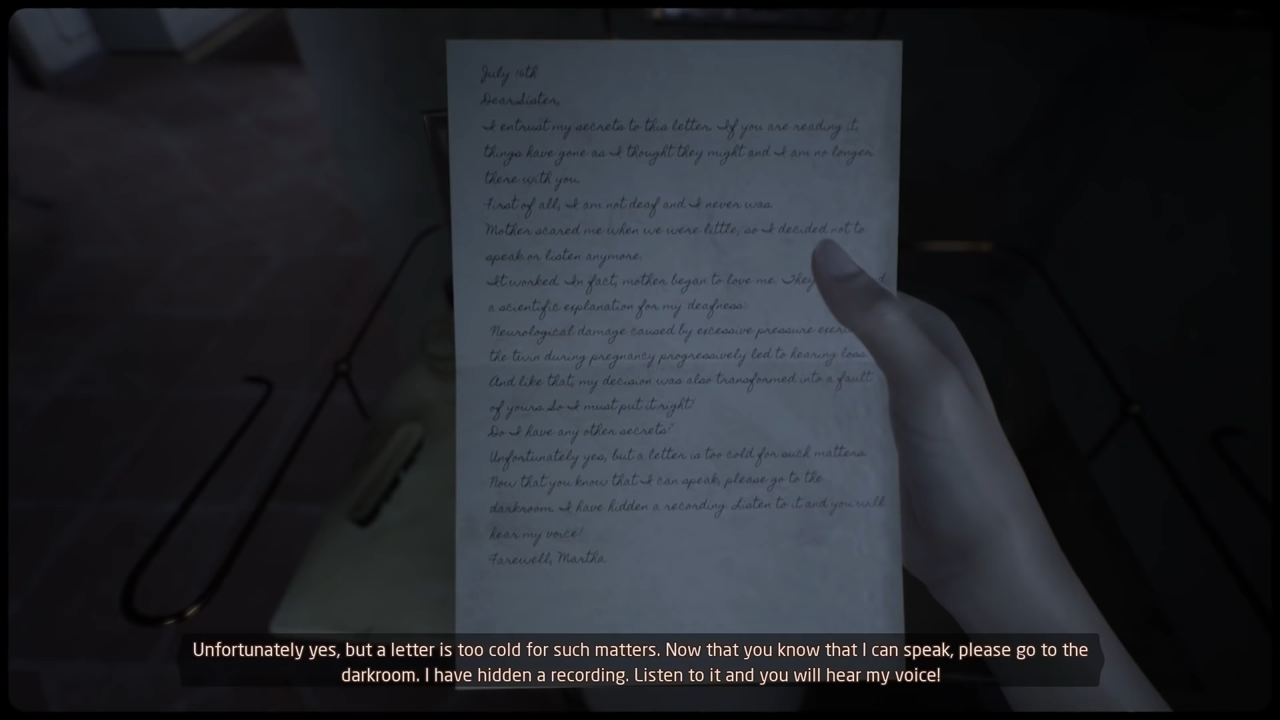 July 16th
Dear Sister,
I entrust my secrets to this letter. If you are reading it,
things have gone as I thought they might and I am no longer
there with you.
First of all, I am not deaf and I never was.
Mother scared me when we were little, so I decided not to
speak or listen anymore.
It worked. In fact, mother began to love me. They
a scientific explanation for my 'deafness':
Neurological damage caused by excessive pressure
the twin during pregnancy progressively led to hearing loss.
And like that, my decision was also transformed into a fault
of yours. So I must put it right!
Do I have any other secrets?
Unfortunately yes, but a letter is too cold for such matters.
Now that you know that I can speak, please go to the
darkroom. I have hidden a recording. Listen to it and you will
hear my voice!
Farewell, Martha
Unfortunately yes, but a letter is too cold for such matters. Now that you know that I can speak, please go to the
darkroom. I have hidden a recording. Listen to it and you will hear my voice!